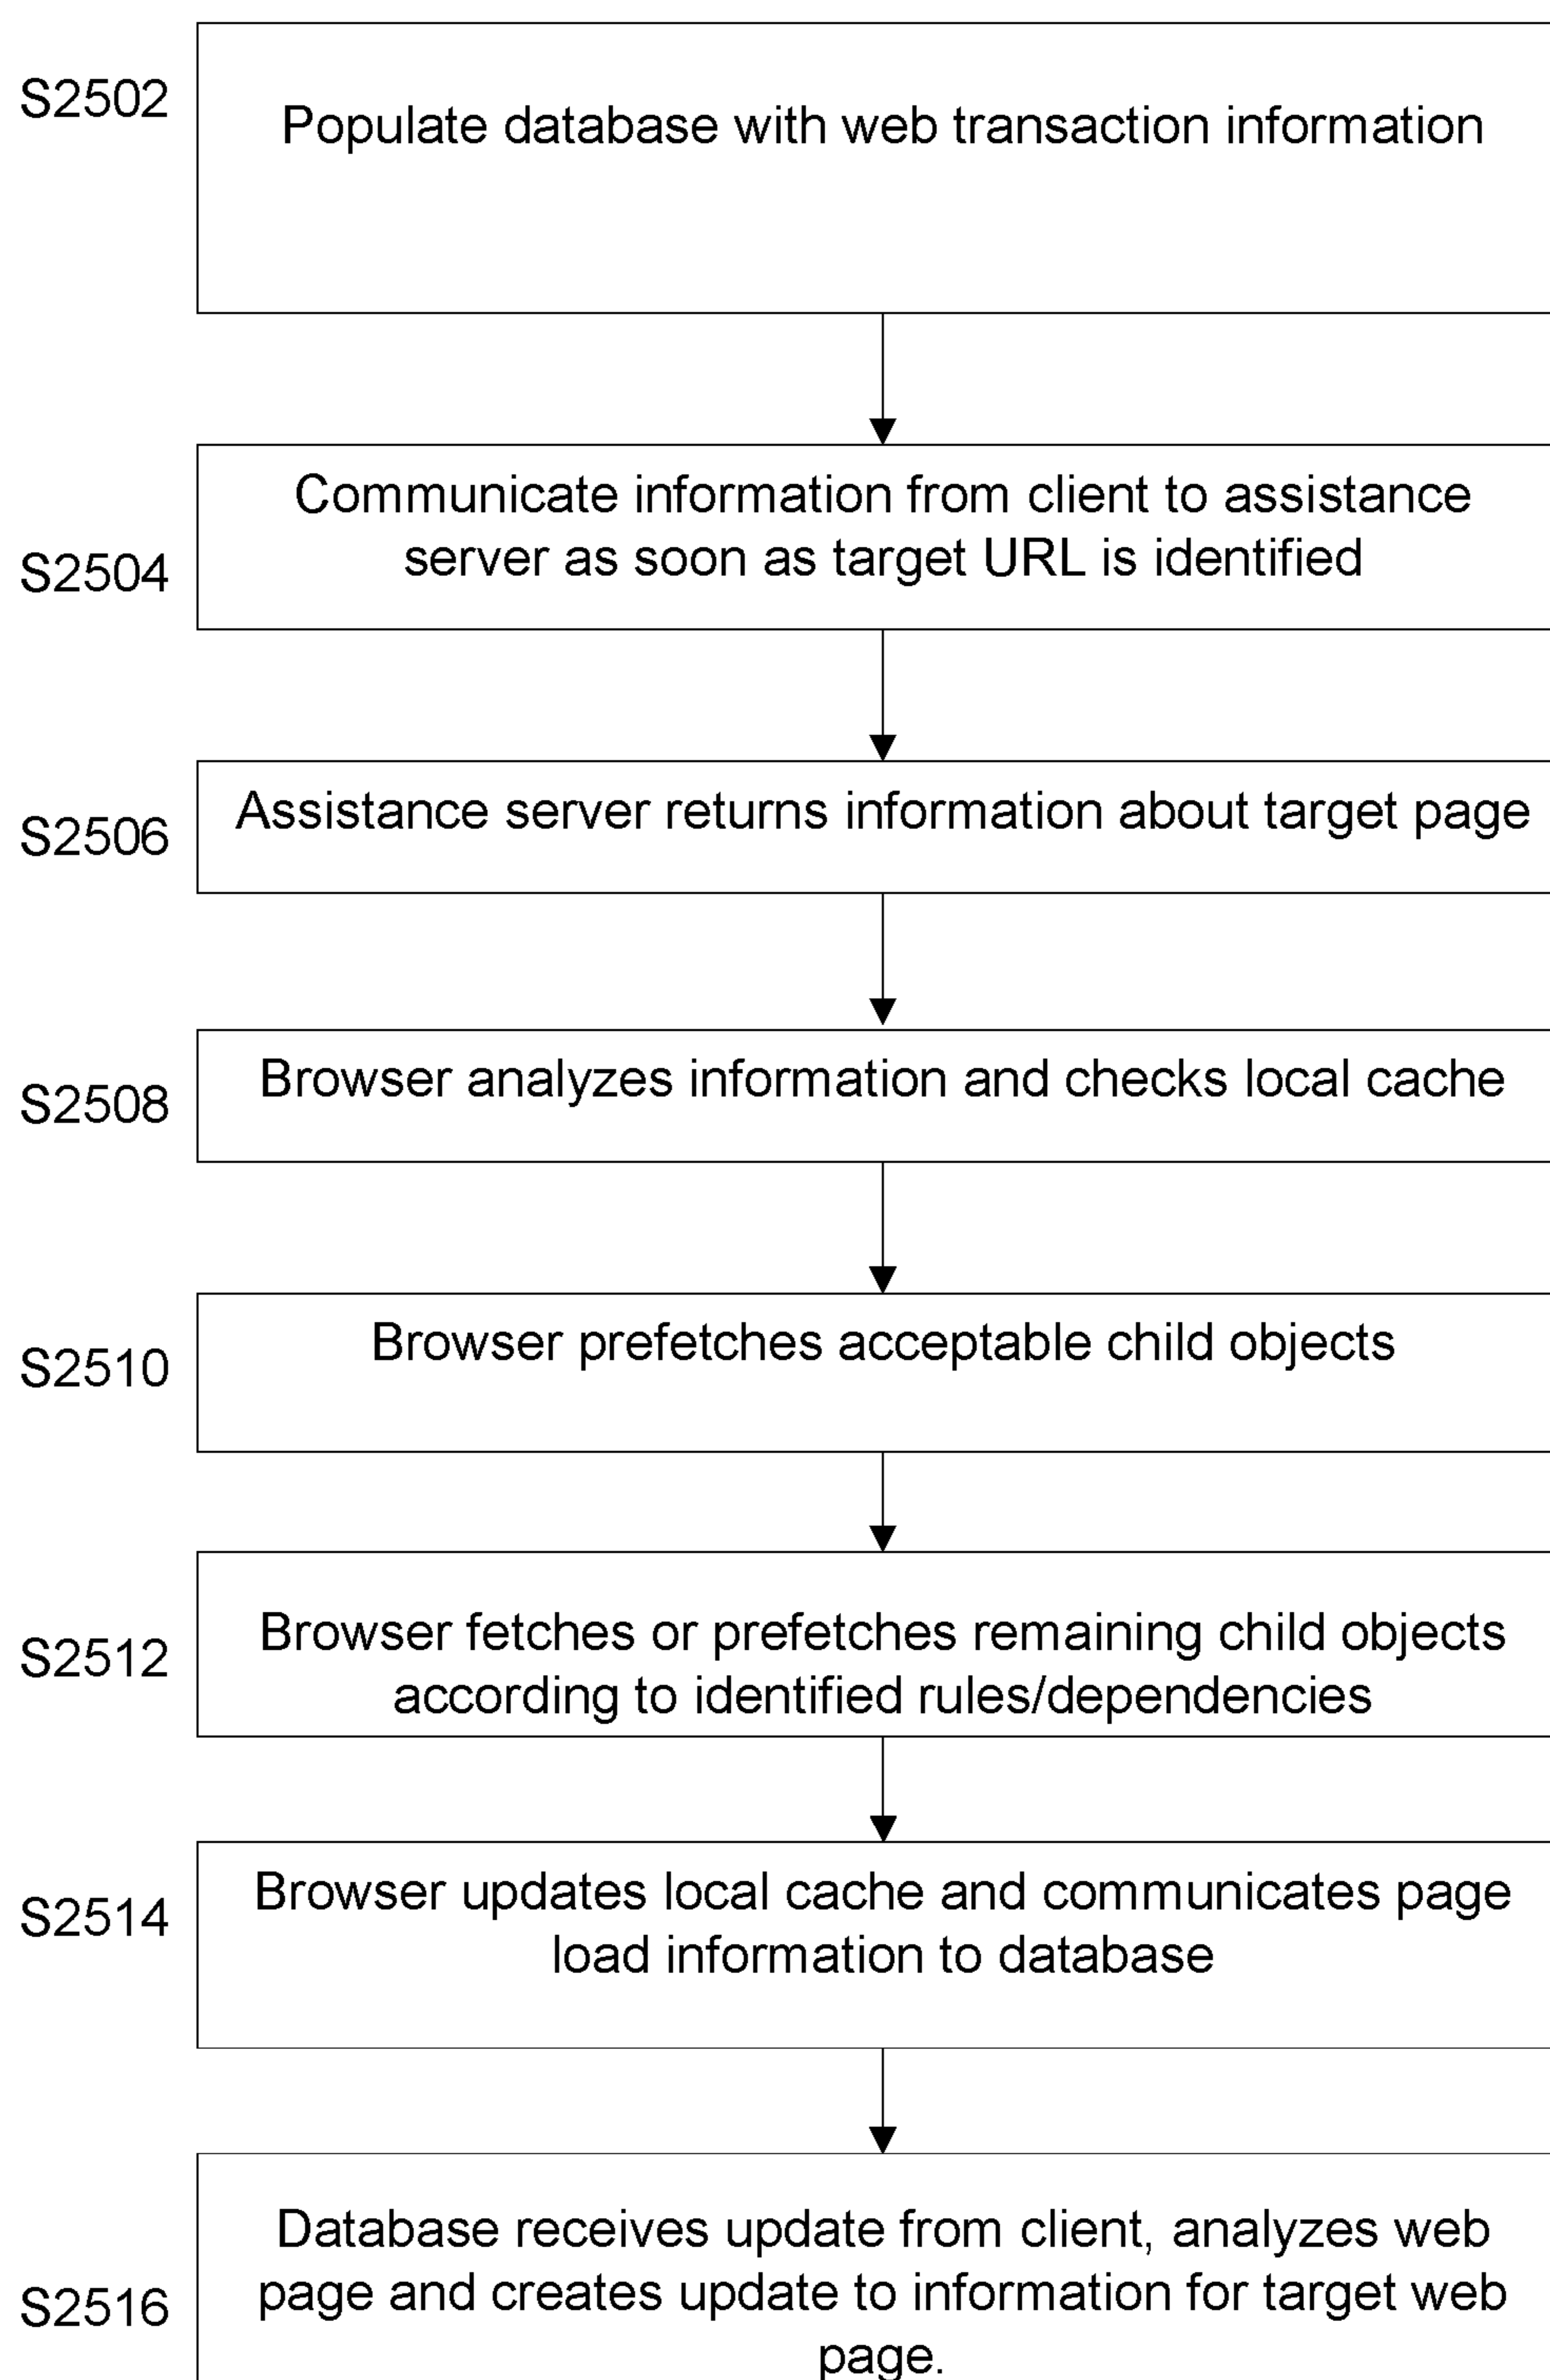 S2502
Populate database with web transaction information
Communicate information from client to assistance
server as soon as target URL is identified
S2504
Assistance server returns information about target page
S2506
Browser analyzes information and checks local cache
S2508
Browser prefetches acceptable child objects
S2510
Browser fetches or prefetches remaining child objects
according to identified rules/dependencies
S2512
Browser updates local cache and communicates page
load information to database
S2514
Database receives update from client, analyzes web
page and creates update to information for target web
page.
S2516